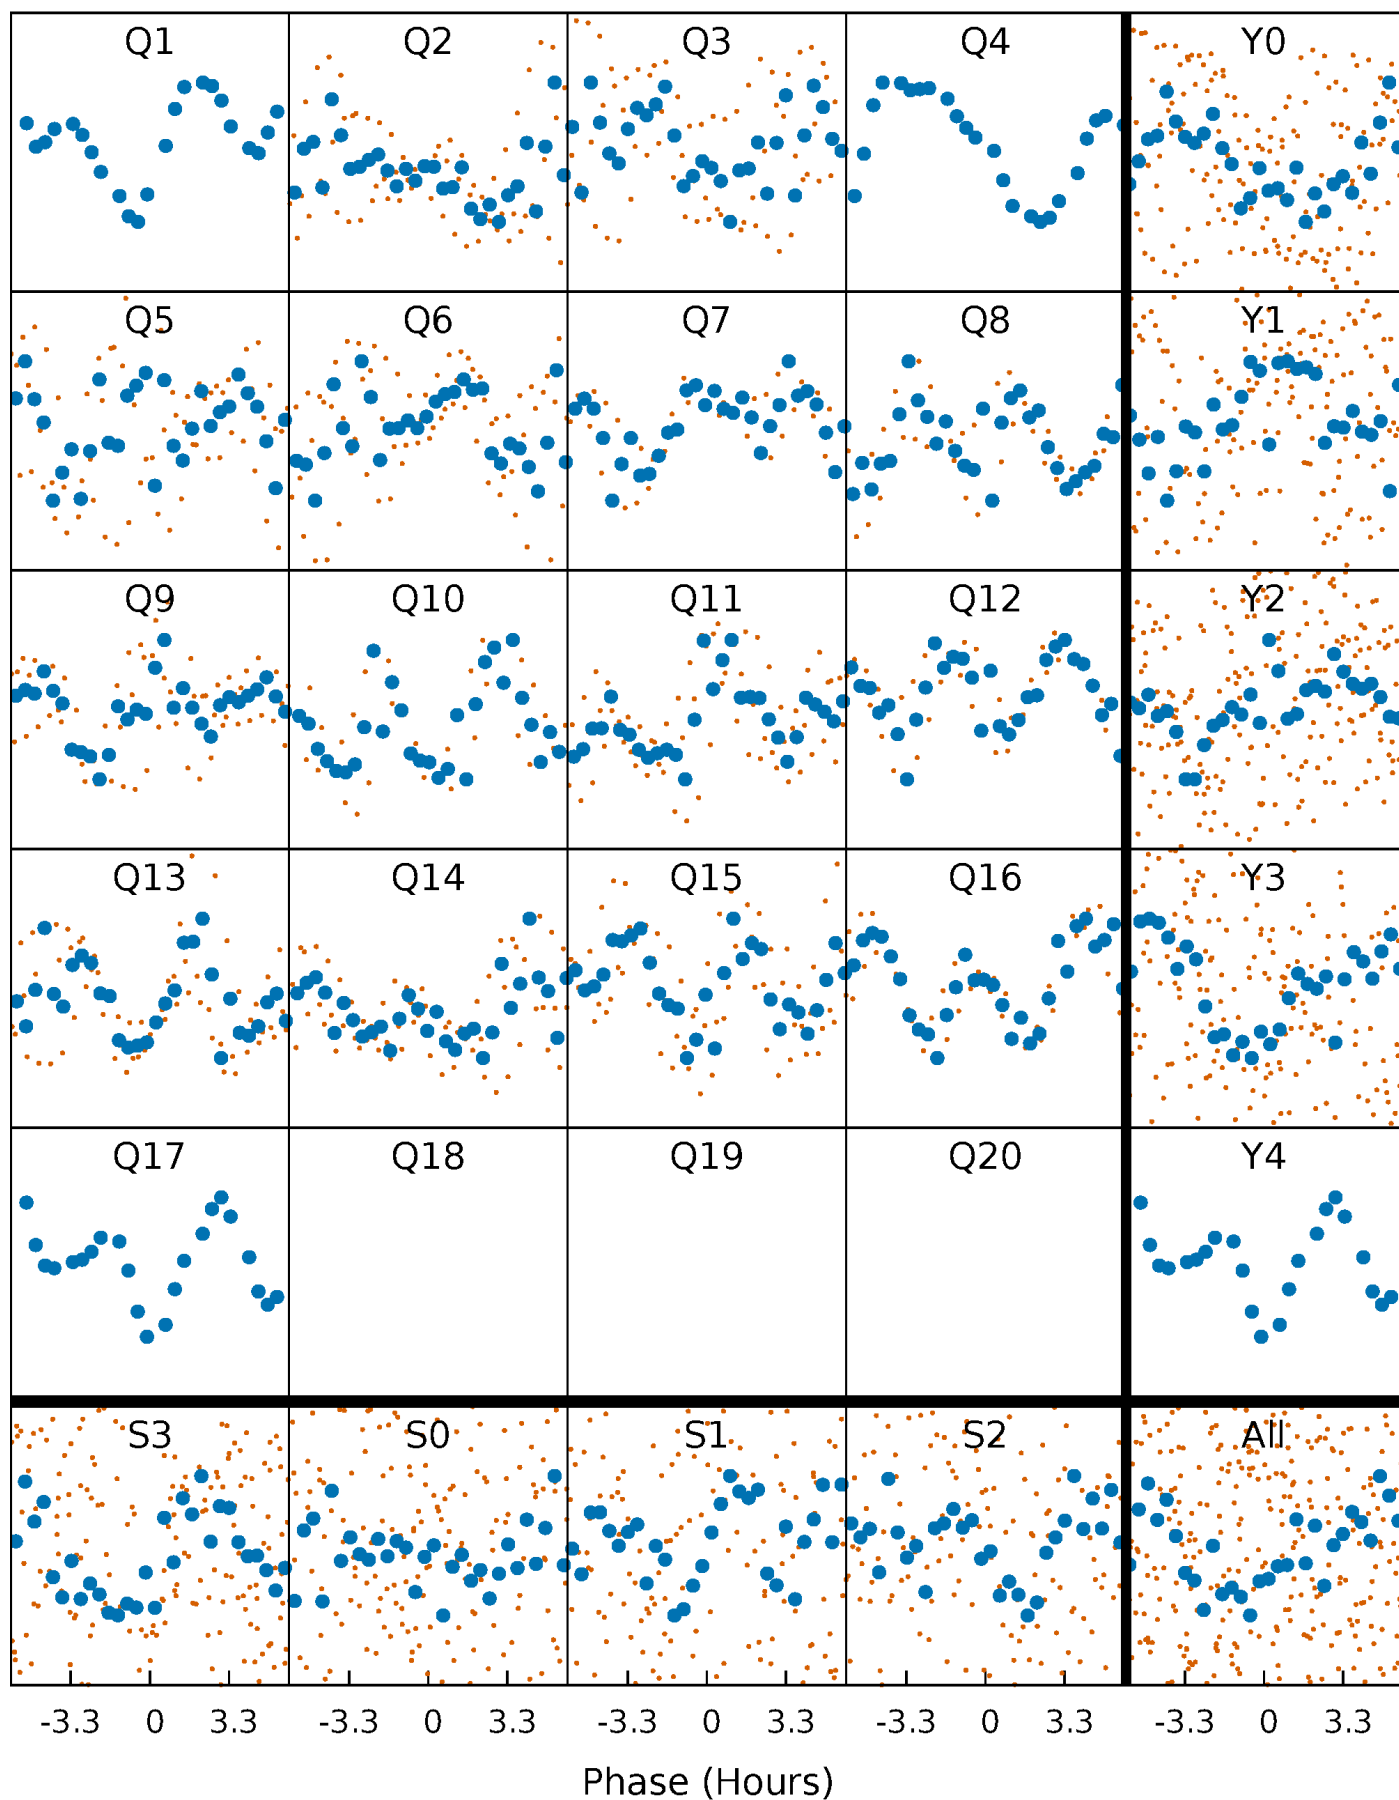 Q1 Q2 Q3 Q4 Y0
Q5 Q6 Q7 Q8 Y1
Q9 Q10 Q11 Q12 Y2
Q13 Q14 Q15 Q16 Y3
Q17 Q18 Q19 Q20 Y4
S3 S0 S1 S2 All
-3.3 0 3.3 -3.3 0 3.3 -3.3 0 3.3 -3.3 0 3.3 -3.3 0 3.3
Phase (Hours)